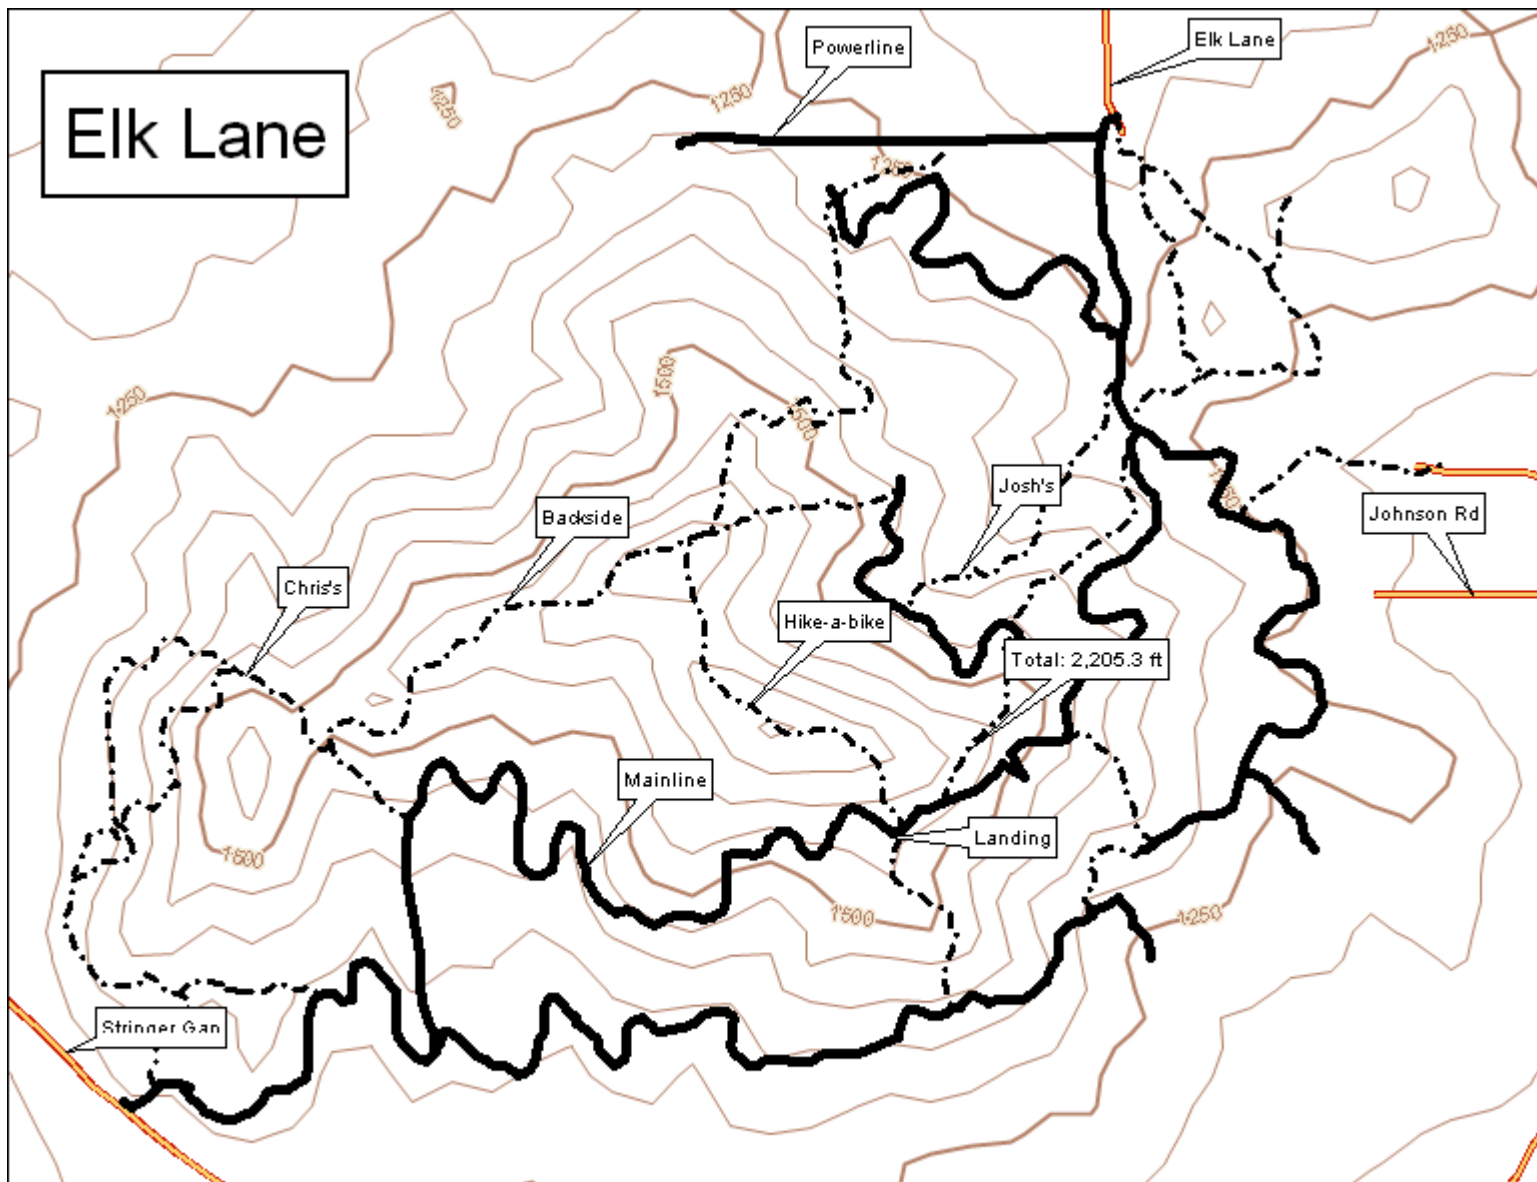 Elk Lane
Powerline
Elk Lane
1250
1250
1250
1250
1250
1500
1500
Josh's
Johnson Rd
Backside
Chris's
Hike-a-bike
Total: 2,205.3 ft
Mainline
Landing
1500
1500
1250
Stringer Gap